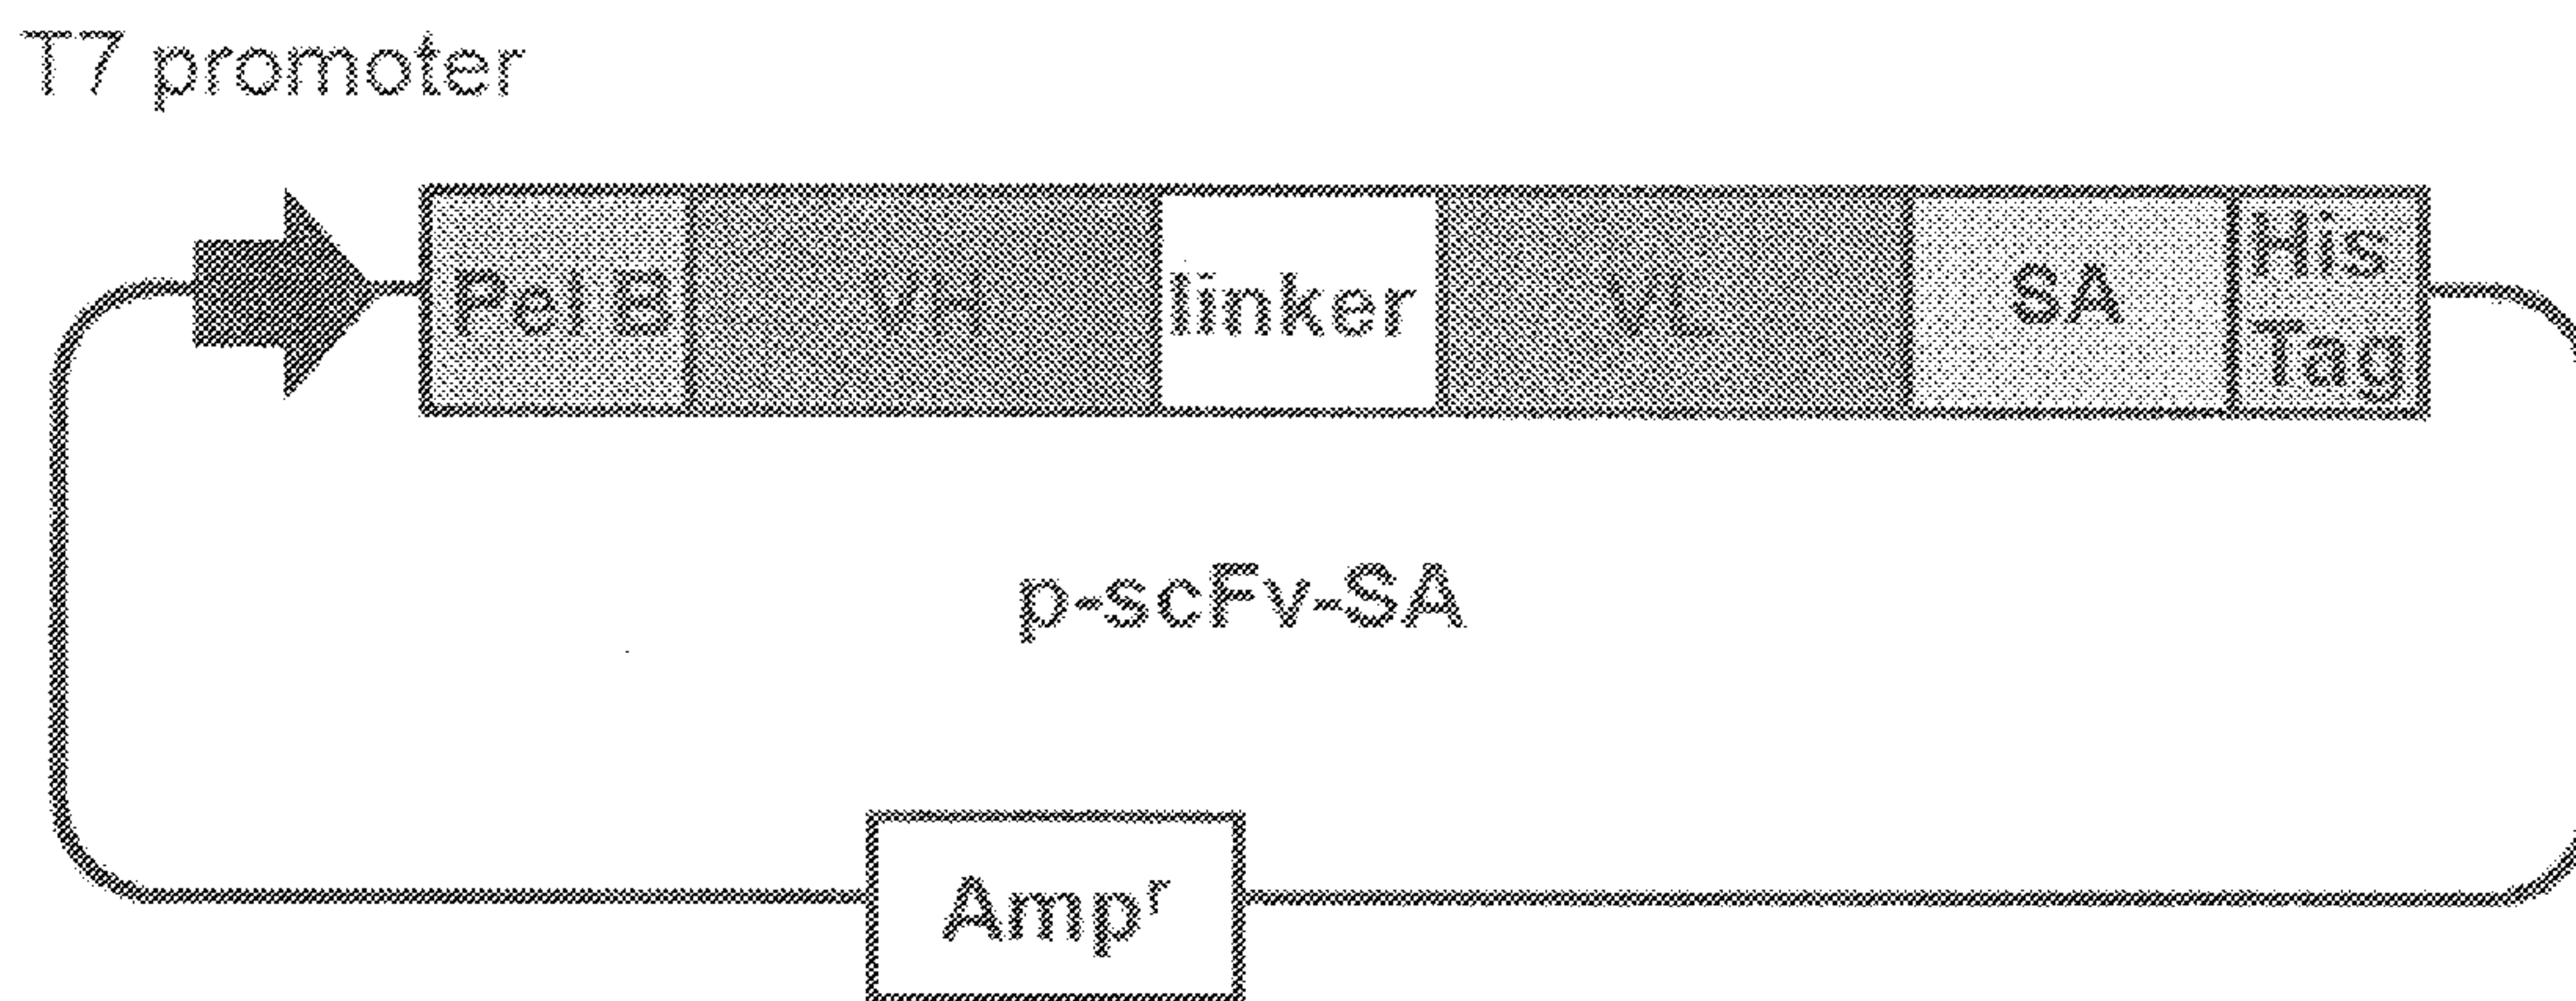 T7 promoter
Pel B VH linker VL SA His
Tag
p-scFv-SA
Ampʳ